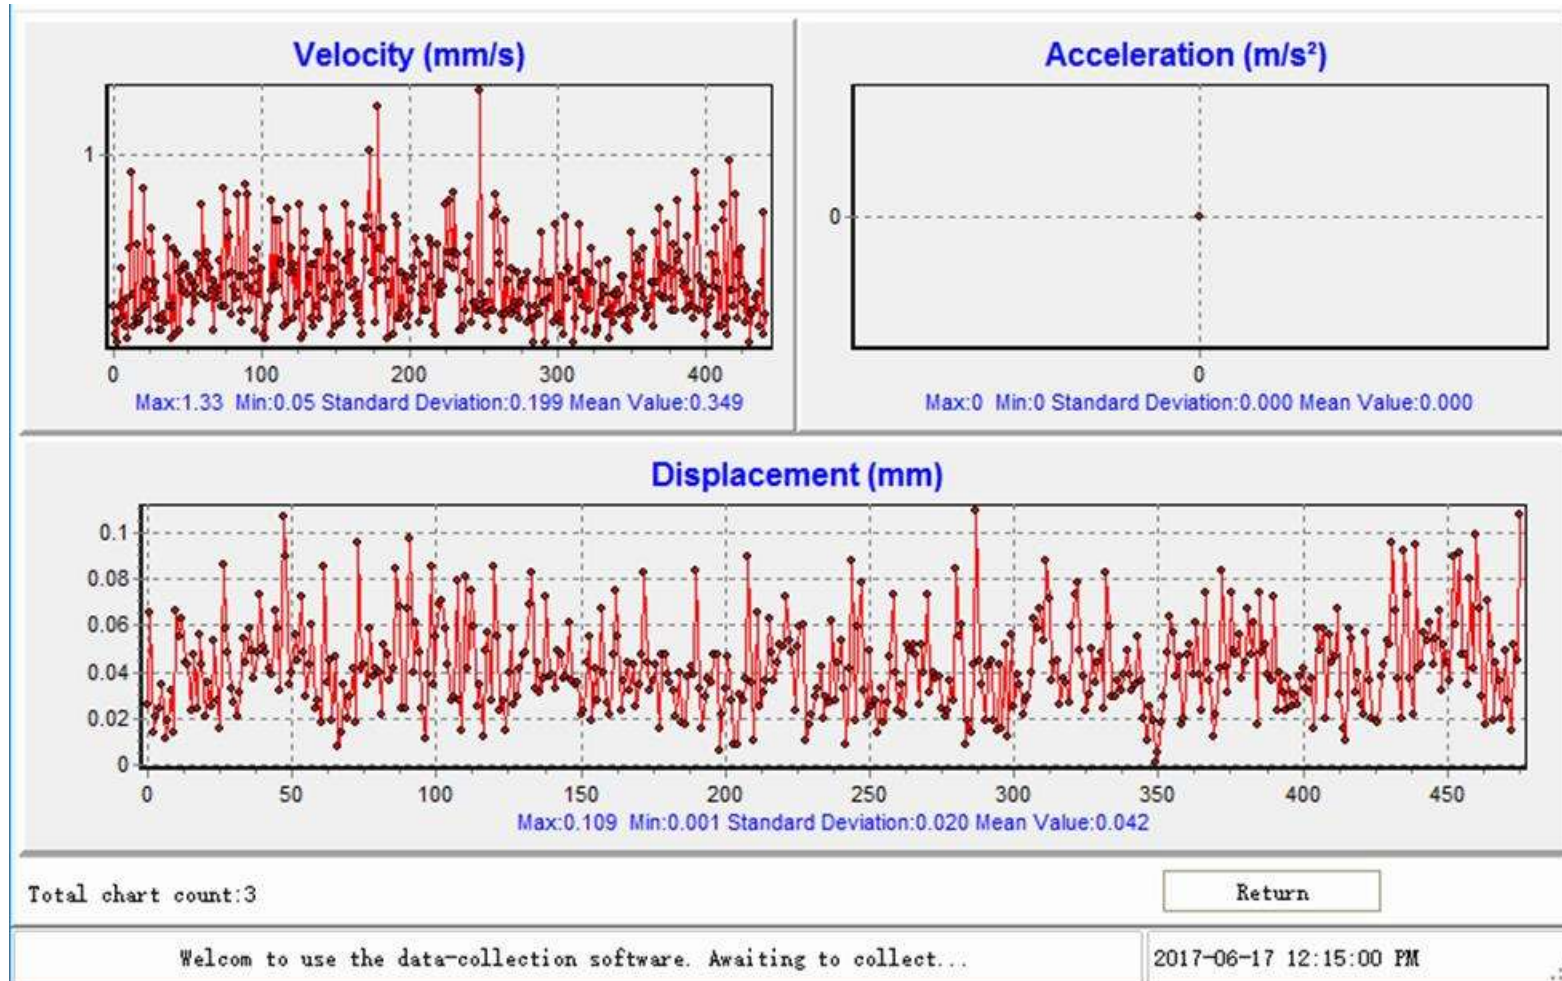 Velocity (mm/s)
1
0 100 200 300 400
Max:1.33 Min:0.05 Standard Deviation:0.199 Mean Value:0.349
Acceleration (m/s²)
0
0
Max:0 Min:0 Standard Deviation:0.000 Mean Value:0.000
Displacement (mm)
0.1
0.08
0.06
0.04
0.02
0
0 50 100 150 200 250 300 350 400 450
Max:0.109 Min:0.001 Standard Deviation:0.020 Mean Value:0.042
Total chart count:3
Return
Welcom to use the data-collection software. Awaiting to collect...
2017-06-17 12:15:00 PM